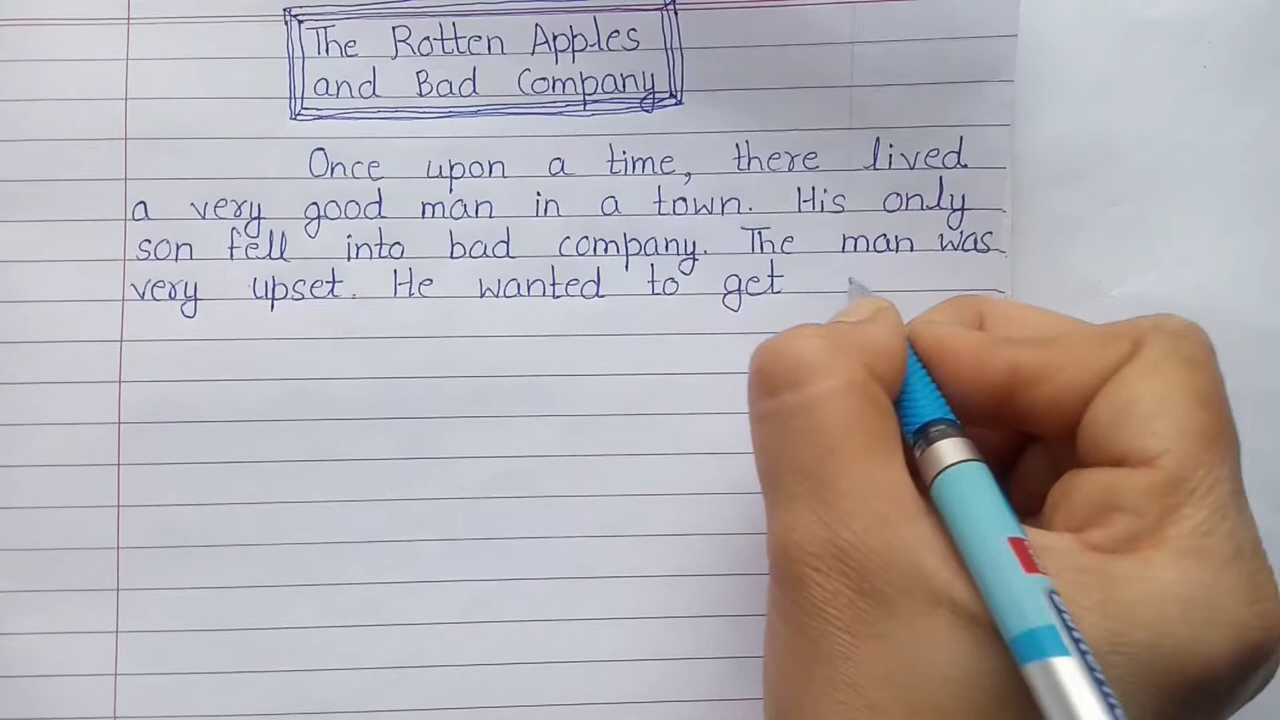 The Rotten Apples
and Bad Company
Once upon a time, there lived
a very good man in a town. His only
son fell into bad company. The man was
very upset. He wanted to get